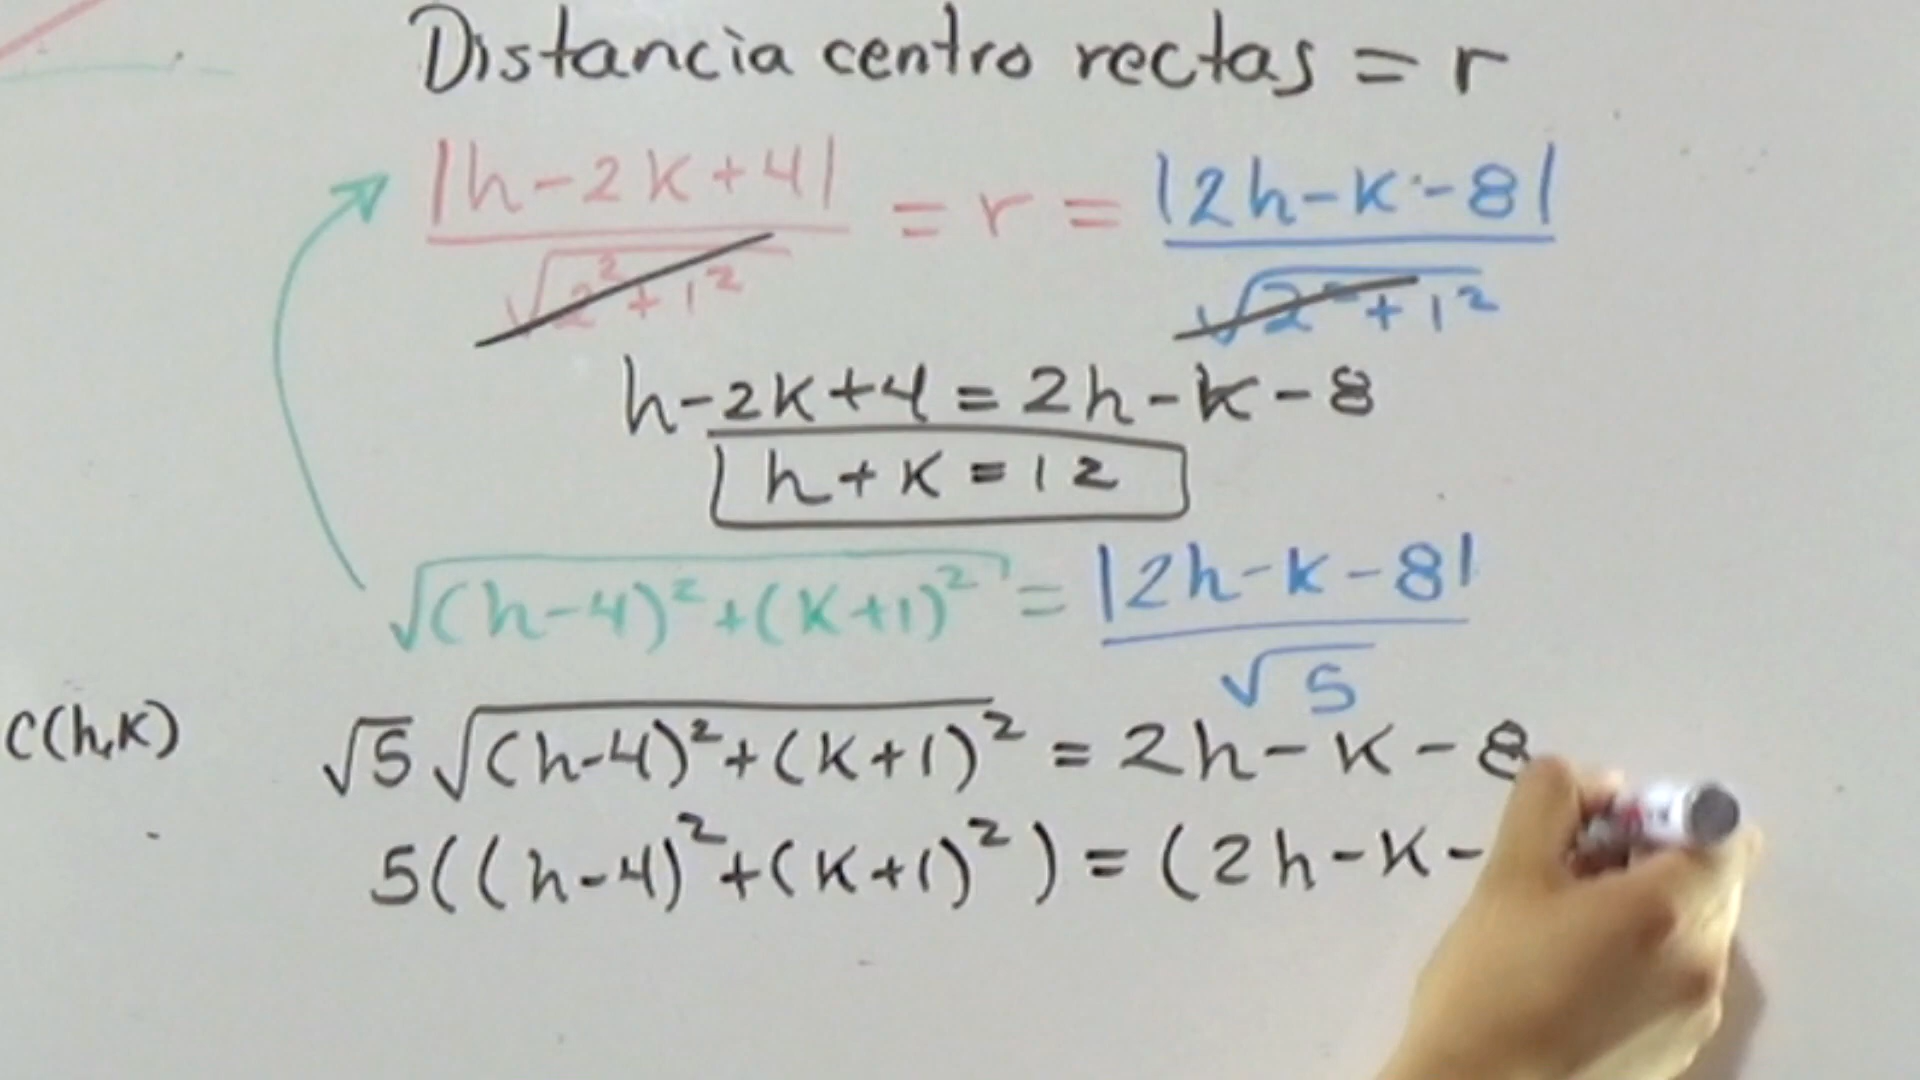 Distancia centro rectas = r
|h-2k+4| / √(2²+1²) = r = |2h-k-8| / √(2²+1²)
h-2k+4 = 2h-k-8
h+k=12
√((h-4)²+(k+1)²) = |2h-k-8| / √5
C(h,k)
√5 √((h-4)²+(k+1)²) = 2h-k-8
5((h-4)²+(k+1)²) = (2h-k-